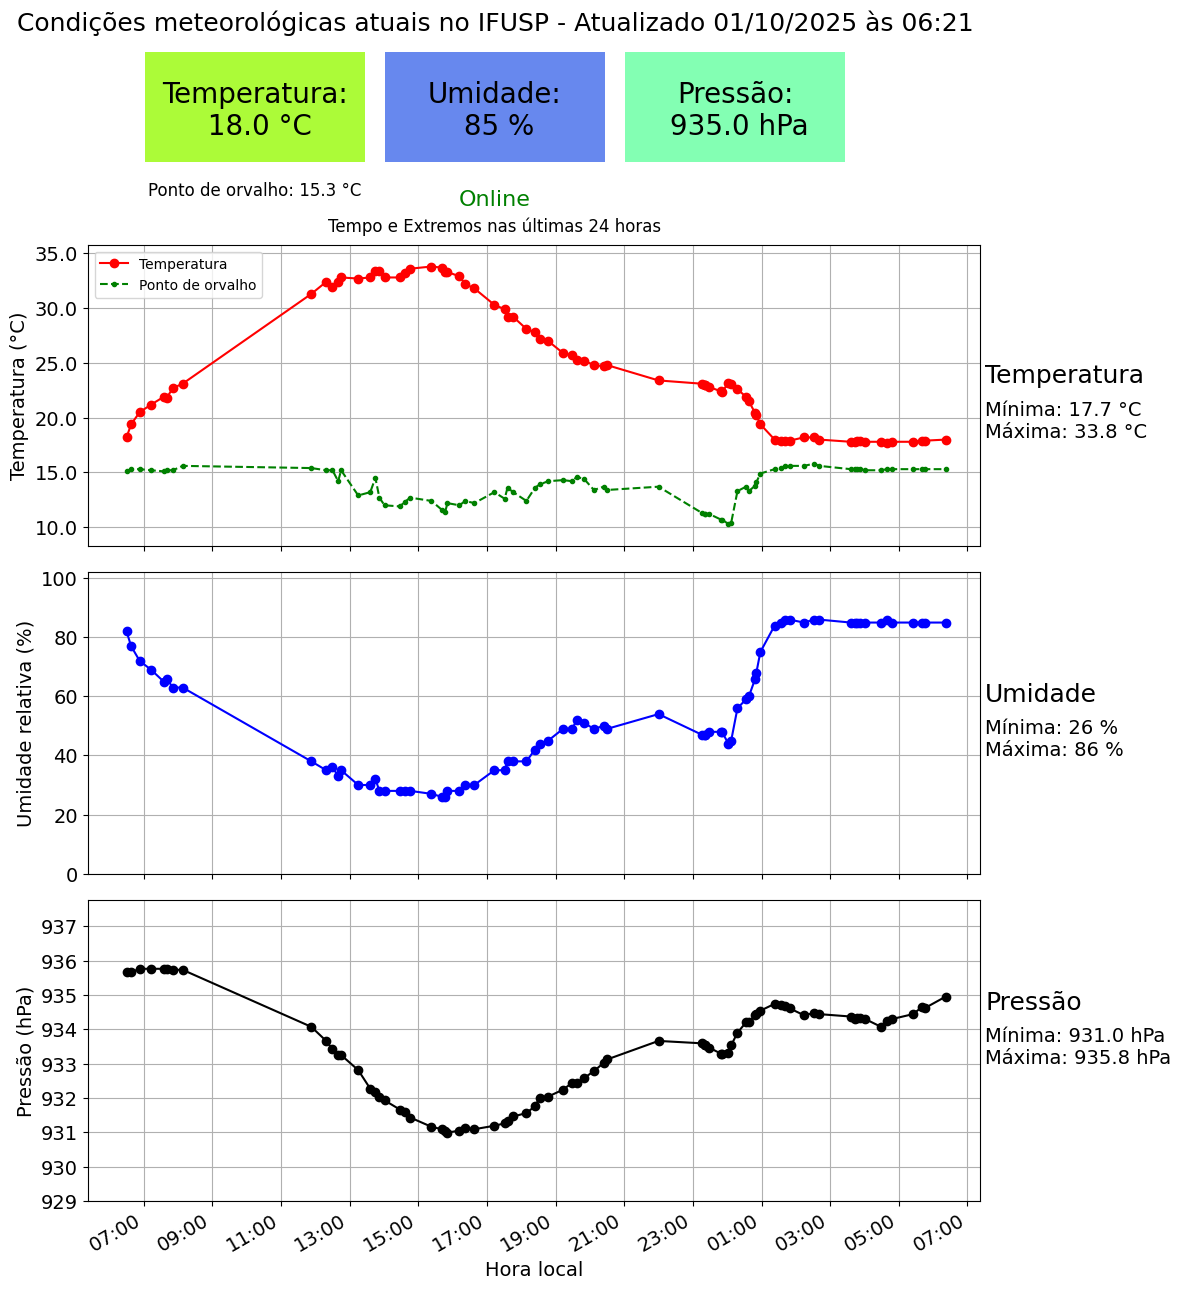 Condições meteorológicas atuais no IFUSP - Atualizado 01/10/2025 às 06:21
Temperatura:
18.0 °C
Umidade:
85 %
Pressão:
935.0 hPa
Ponto de orvalho: 15.3 °C
Online
Tempo e Extremos nas últimas 24 horas
Temperatura
Ponto de orvalho
Temperatura (°C)
35.0
30.0
25.0
20.0
15.0
10.0
Temperatura
Mínima: 17.7 °C
Máxima: 33.8 °C
Umidade relativa (%)
100
80
60
40
20
0
Umidade
Mínima: 26 %
Máxima: 86 %
Pressão (hPa)
937
936
935
934
933
932
931
930
929
Pressão
Mínima: 931.0 hPa
Máxima: 935.8 hPa
07:00
09:00
11:00
13:00
15:00
17:00
19:00
21:00
23:00
01:00
03:00
05:00
07:00
Hora local